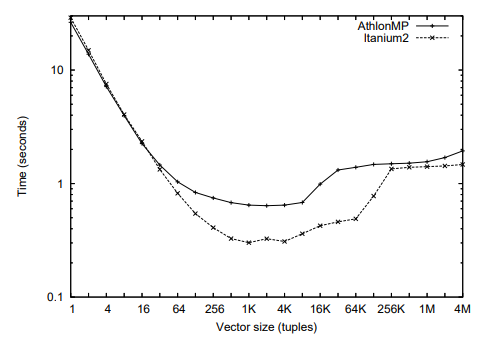 AthlonMP
Itanium2
10
1
0.1
Time (seconds)
1 4 16 64 256 1K 4K 16K 64K 256K 1M 4M
Vector size (tuples)